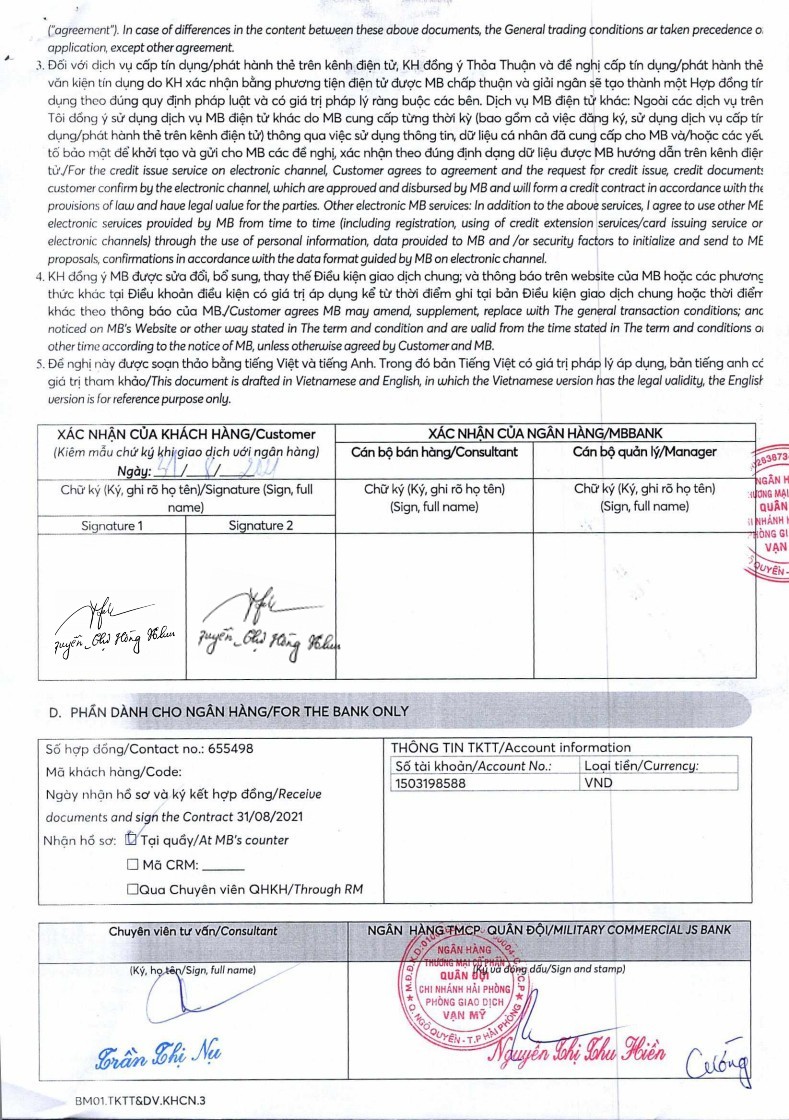 ("agreement"). In case of differences in the content between these above documents, the General trading conditions ar taken precedence o
application, except other agreement.
3. Đối với dịch vụ cấp tín dụng/phát hành thẻ trên kênh điện tử, KH đồng ý Thỏa Thuận và đề nghị cấp tín dụng/phát hành thẻ
văn kiện tín dụng do KH xác nhận bằng phương tiện điện tử được MB chấp thuận và giải ngân sẽ tạo thành một Hợp đồng tín
dụng theo đúng quy định pháp luật và có giá trị pháp lý ràng buộc các bên. Dịch vụ MB điện tử khác: Ngoài các dịch vụ trên
Tôi đồng ý sử dụng dịch vụ MB điện tử khác do MB cung cấp từng thời kỳ (bao gồm cả việc đăng ký, sử dụng dịch vụ cấp tín
dụng/phát hành thẻ trên kênh điện tử) thông qua việc sử dụng thông tin, dữ liệu cá nhân đã cung cấp cho MB và/hoặc các yếu
tố bảo mật để khởi tạo và gửi cho MB các đề nghị, xác nhận theo đúng định dạng dữ liệu được MB hướng dẫn trên kênh điện
tử./For the credit issue service on electronic channel, Customer agrees to agreement and the request for credit issue, credit documents
customer confirm by the electronic channel, which are approved and disbursed by MB and will form a credit contract in accordance with the
provisions of law and have legal value for the parties. Other electronic MB services: In addition to the above services, I agree to use other MB
electronic services provided by MB from time to time (including registration, using of credit extension services/card issuing service on
electronic channels) through the use of personal information, data provided to MB and /or security factors to initialize and send to MB
proposals, confirmations in accordance with the data format guided by MB on electronic channel.
4. KH đồng ý MB được sửa đổi, bổ sung, thay thế Điều kiện giao dịch chung; và thông báo trên website của MB hoặc các phương
thức khác tại Điều khoản điều kiện có giá trị áp dụng kể từ thời điểm ghi tại bản Điều kiện giao dịch chung hoặc thời điểm
khác theo thông báo của MB./Customer agrees MB may amend, supplement, replace with The general transaction conditions; and
noticed on MB's Website or other way stated in The term and condition and are valid from the time stated in The term and conditions o
other time according to the notice of MB, unless otherwise agreed by Customer and MB.
5. Đề nghị này được soạn thảo bằng tiếng Việt và tiếng Anh. Trong đó bản Tiếng Việt có giá trị pháp lý áp dụng, bản tiếng anh có
giá trị tham khảo/This document is drafted in Vietnamese and English, in which the Vietnamese version has the legal validity, the English
version is for reference purpose only.
XÁC NHẬN CỦA KHÁCH HÀNG/Customer
(Kiêm mẫu chữ ký khi giao dịch với ngân hàng)
Ngày: 31/ 8 / 2021
XÁC NHẬN CỦA NGÂN HÀNG/MBBANK
Cán bộ bán hàng/Consultant
Cán bộ quản lý/Manager
Chữ ký (Ký, ghi rõ họ tên)/Signature (Sign, full
name)
Chữ ký (Ký, ghi rõ họ tên)
(Sign, full name)
Chữ ký (Ký, ghi rõ họ tên)
(Sign, full name)
Signature 1
Signature 2
NGÂN H
QUÂN
VẠN
D. PHẦN DÀNH CHO NGÂN HÀNG/FOR THE BANK ONLY
Số hợp đồng/Contact no.: 655498
Mã khách hàng/Code:
Ngày nhận hồ sơ và ký kết hợp đồng/Receive
documents and sign the Contract 31/08/2021
Nhận hồ sơ: Tại quầy/At MB's counter
Mã CRM: ______
Qua Chuyên viên QHKH/Through RM
THÔNG TIN TKTT/Account information
Số tài khoản/Account No.: Loại tiền/Currency:
1503198588 VND
Chuyên viên tư vấn/Consultant
(Ký, họ tên/Sign, full name)
Trần Thị Nụ
NGÂN HÀNG TMCP QUÂN ĐỘI/MILITARY COMMERCIAL JS BANK
(Ký và đóng dấu/Sign and stamp)
NGÂN HÀNG
THƯƠNG MẠI CỔ PHẦN
QUÂN ĐỘI
CHI NHÁNH HẢI PHÒNG
PHÒNG GIAO DỊCH
VẠN MỸ
Q. NGÔ QUYỀN - T.P HẢI PHÒNG
Nguyễn Thị Thu Hiền
BM01.TKTT&DV.KHCN.3